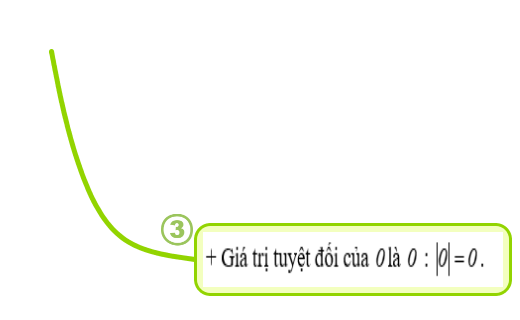 ③
+ Giá trị tuyệt đối của 0 là 0 : |0| = 0 .